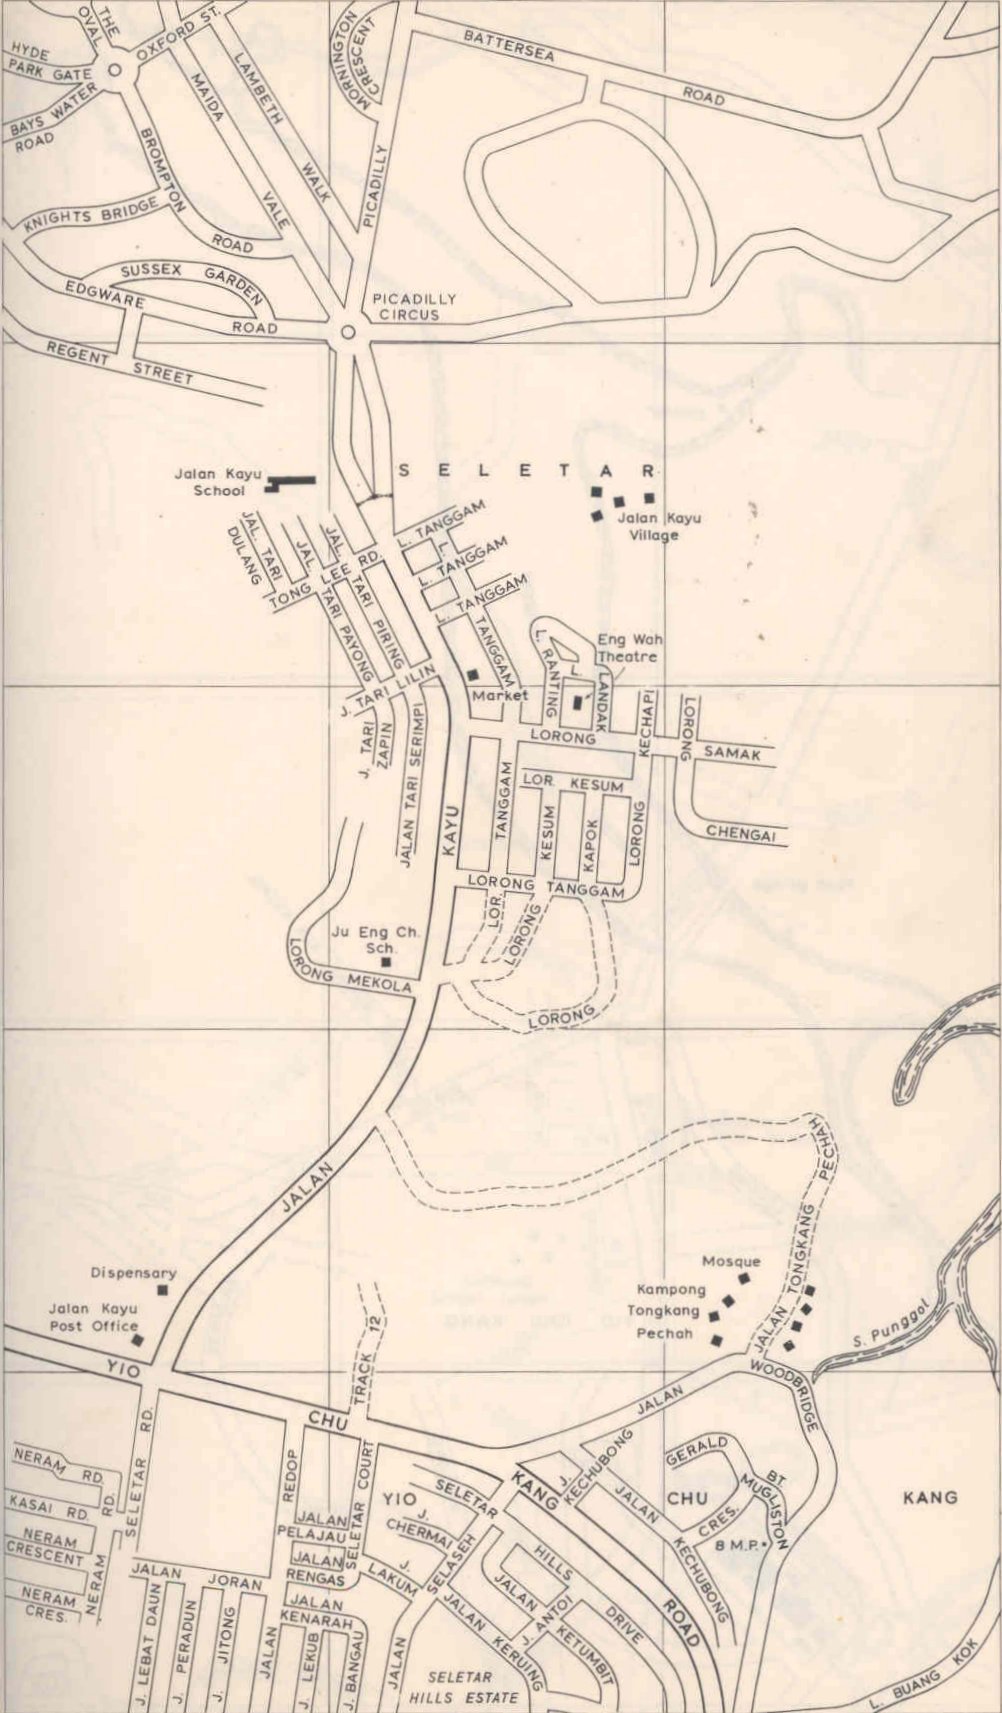 THE
OVAL
OXFORD ST.
HYDE
PARK GATE
BAYS WATER
ROAD
BROMPTON
ROAD
KNIGHTS BRIDGE
MAIDA
VALE
LAMBETH
WALK
MORNINGTON
CRESCENT
PICADILLY
BATTERSEA
ROAD
SUSSEX GARDEN
EDGWARE
ROAD
PICADILLY
CIRCUS
REGENT STREET
SELETAR
Jalan Kayu
School
Jalan Kayu
Village
JAL. TARI
DULANG
JAL.
TARI PAYONG
JAL.
TARI PIRING
TONG LEE RD.
L. TANGGAM
L.
L. TANGGAM
L. TANGGAM
TANGGAM
Market
L. RANTING
L.
LANDAK
Eng Wah
Theatre
J. TARI LILIN
J. TARI
ZAPIN
JALAN TARI SERIMPI
LORONG
KECHAPI
LORONG
SAMAK
CHENGAI
LORONG
TANGGAM
LOR. KESUM
KESUM
KAPOK
LORONG
KAYU
LORONG TANGGAM
LOR.
LORONG
LORONG
Ju Eng Ch.
Sch.
LORONG MEKOLA
JALAN
PECHAH
JALAN TONGKANG
Mosque
Kampong
Tongkang
Pechah
S. Punggol
Dispensary
Jalan Kayu
Post Office
TRACK 12
YIO
CHU
KANG
ROAD
JALAN
WOODBRIDGE
SELETAR RD.
NERAM RD.
KASAI RD.
NERAM
CRESCENT
NERAM
CRES.
NERAM RD.
REDOP
JALAN
SELETAR COURT
JALAN
PELAJAU
JALAN
RENGAS
JALAN
KENARAH
JALAN JORAN
J. LEBAT DAUN
J. PERADUN
J. JITONG
J. LEKUB
J. BANGAU
YIO
CHU
KANG
J.
CHERMAI
J.
LAKUM
SELASEH
JALAN
SELETAR
HILLS
DRIVE
JALAN
KETUMBIT
J. ANTOI
JALAN KERUING
SELETAR
HILLS ESTATE
J.
KECHUBONG
JALAN
KECHUBONG
GERALD
CRES.
BT.
MUGLISTON
8 M.P.
L. BUANG KOK